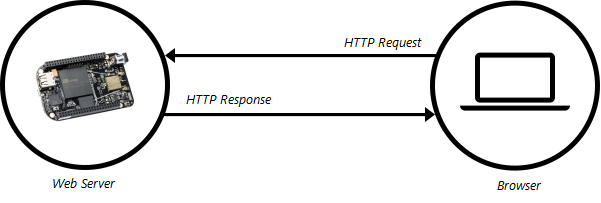 HTTP Request
HTTP Response
Web Server
Browser